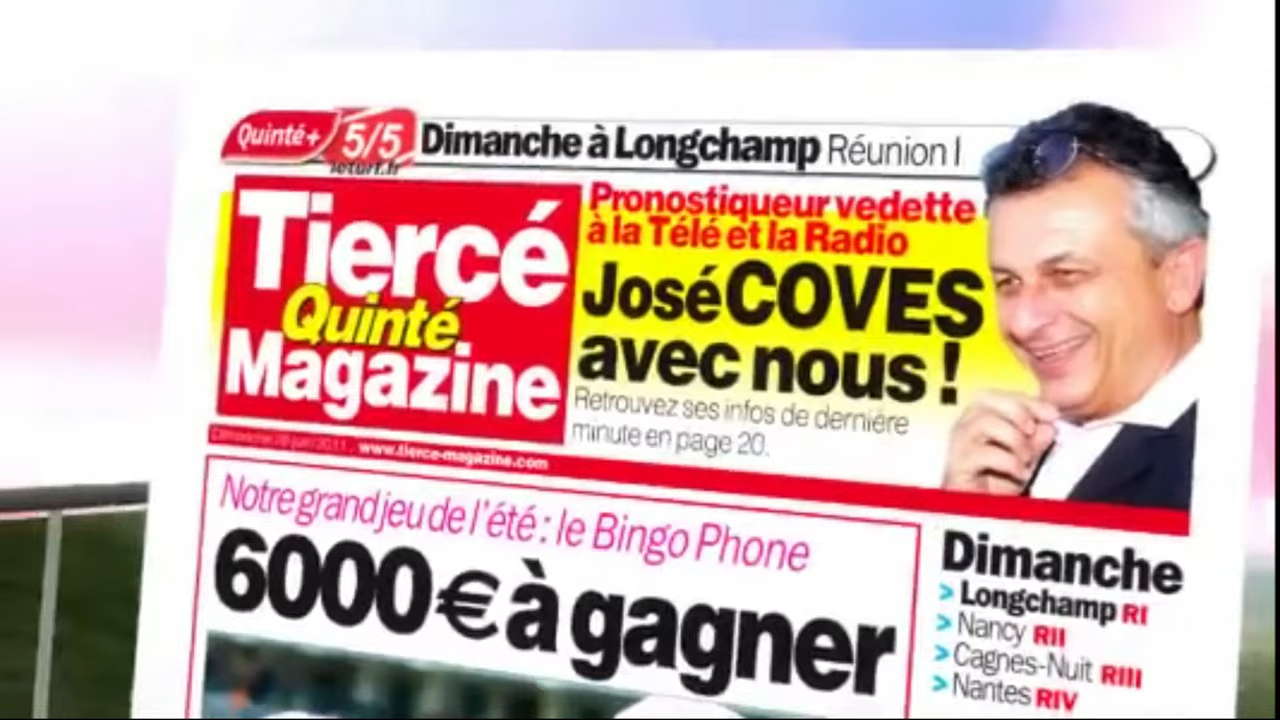 Quinté+ 5/5 Dimanche à Longchamp Réunion I
leturf.fr
Tiercé
Quinté
Magazine
Pronostiqueur vedette
à la Télé et la Radio
José COVES
avec nous !
Retrouvez ses infos de dernière
minute en page 20.
www.tierce-magazine.com
Notre grand jeu de l'été : le Bingo Phone
6000 € à gagner
Dimanche
> Longchamp RI
> Nancy RII
> Cagnes-Nuit RIII
> Nantes RIV